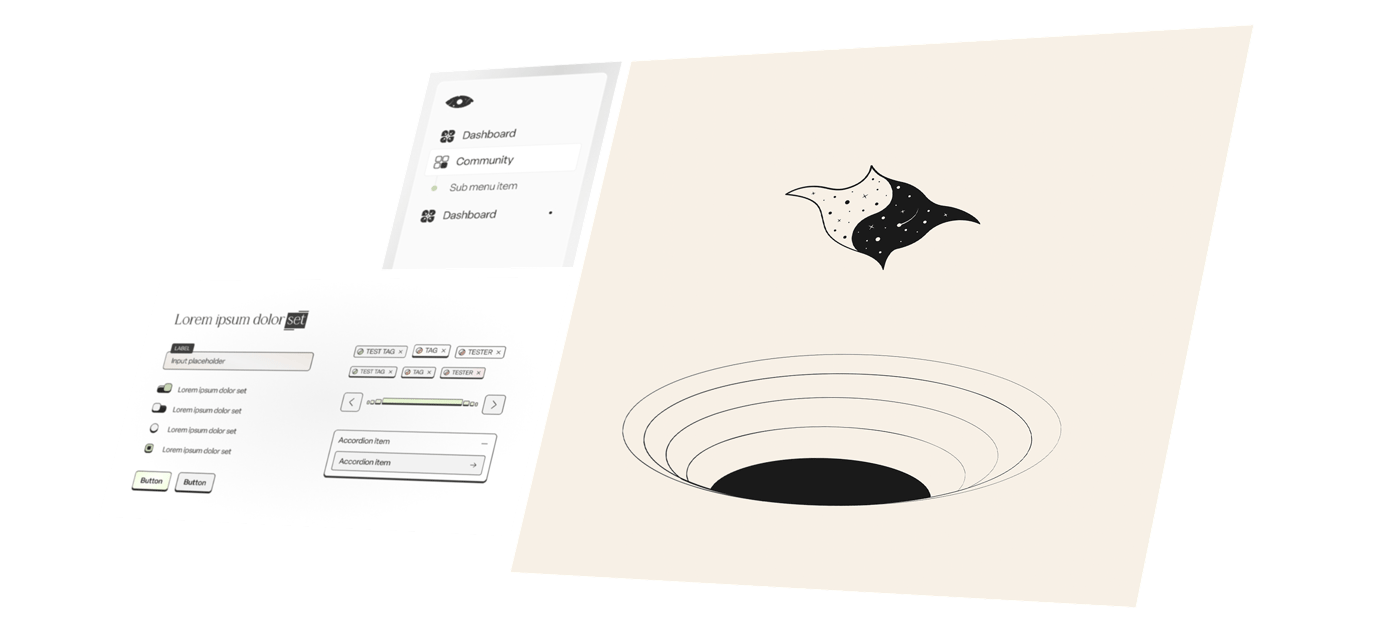 Dashboard
Community
Sub menu item
Dashboard
Lorem ipsum dolor set
LABEL
Input placeholder
Lorem ipsum dolor set
Lorem ipsum dolor set
Lorem ipsum dolor set
Lorem ipsum dolor set
Button Button
TEST TAG × TAG × TESTER ×
TEST TAG × TAG × TESTER ×
Accordion item
Accordion item